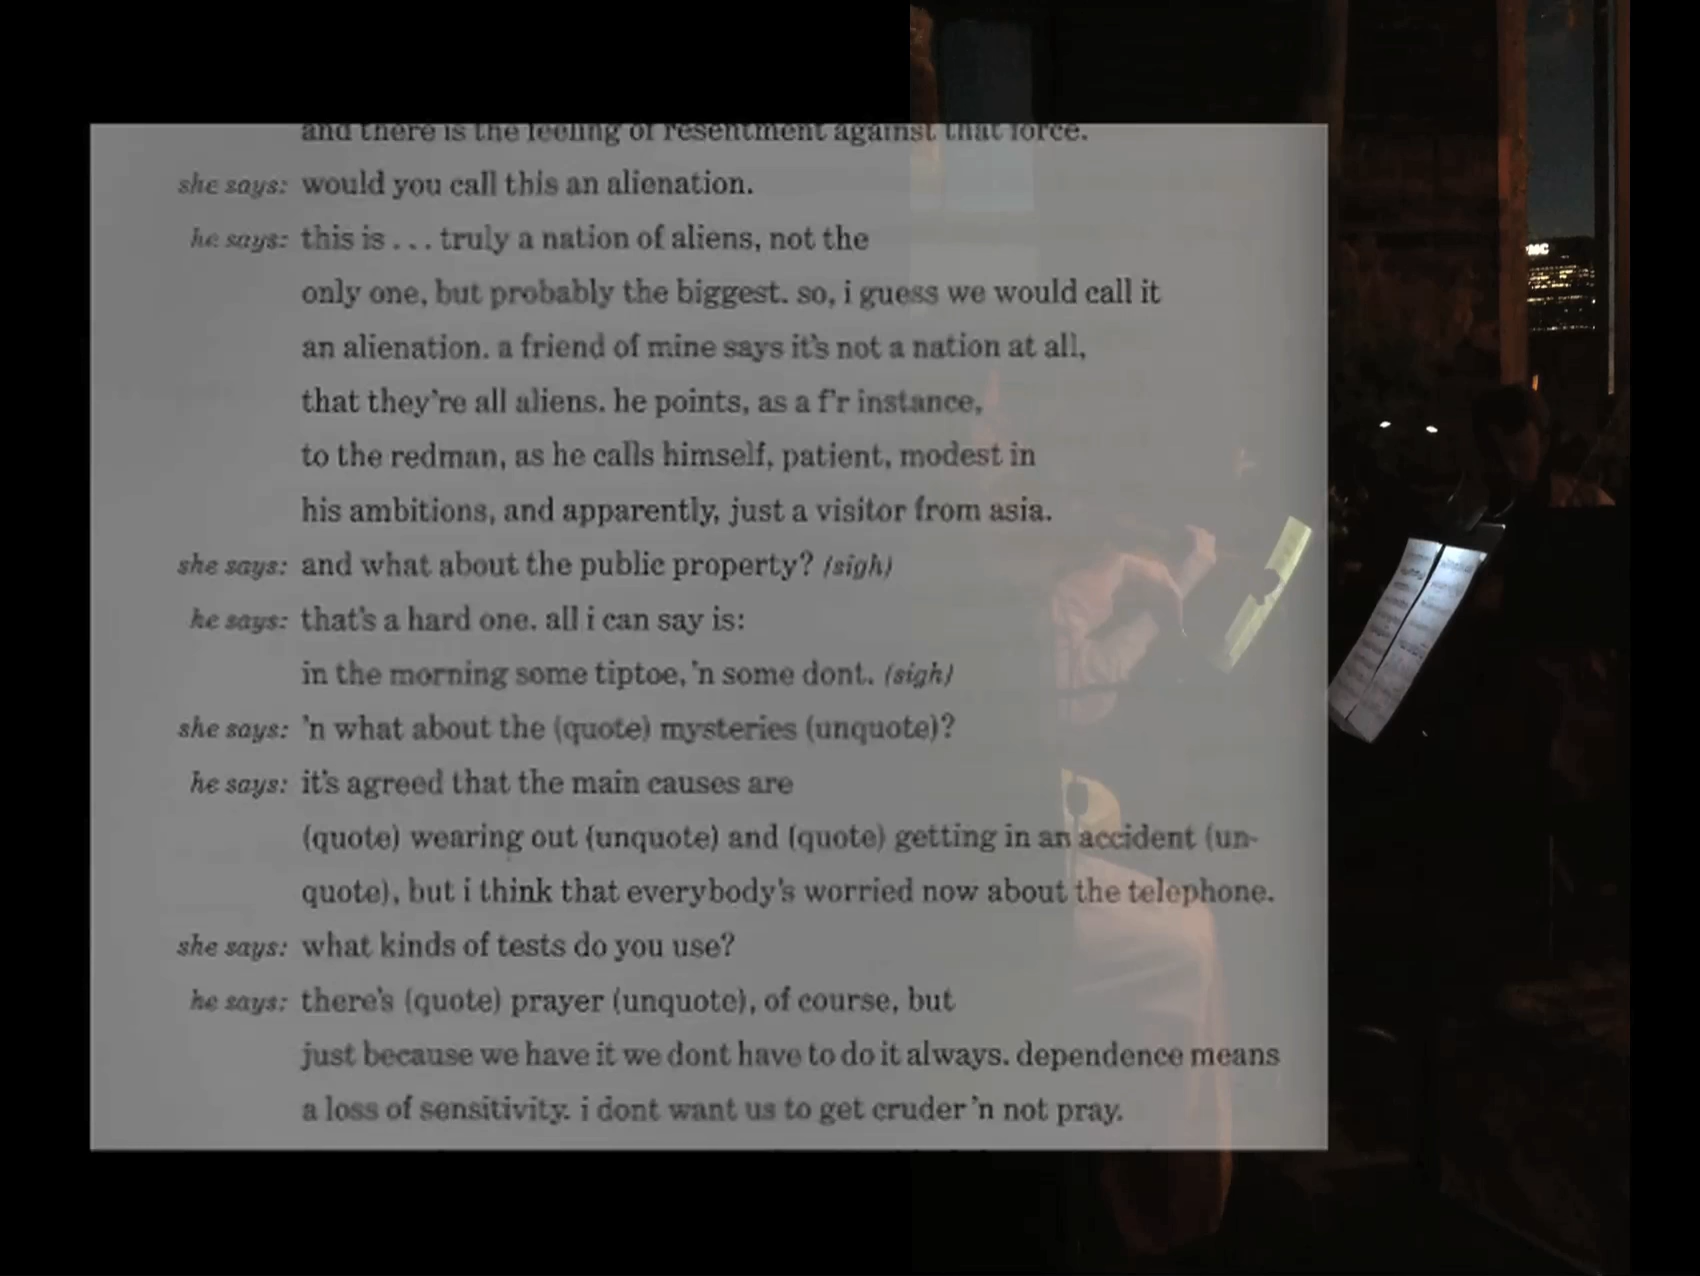 and there is the feeling of resentment against that force.
she says: would you call this an alienation.
he says: this is . . . truly a nation of aliens, not the
only one, but probably the biggest. so, i guess we would call it
an alienation. a friend of mine says it's not a nation at all,
that they're all aliens. he points, as a f'r instance,
to the redman, as he calls himself, patient, modest in
his ambitions, and apparently, just a visitor from asia.
she says: and what about the public property? (sigh)
he says: that's a hard one. all i can say is:
in the morning some tiptoe, 'n some dont. (sigh)
she says: 'n what about the (quote) mysteries (unquote)?
he says: it's agreed that the main causes are
(quote) wearing out (unquote) and (quote) getting in an accident (un-
quote), but i think that everybody's worried now about the telephone.
she says: what kinds of tests do you use?
he says: there's (quote) prayer (unquote), of course, but
just because we have it we dont have to do it always. dependence means
a loss of sensitivity. i dont want us to get cruder 'n not pray.
MC